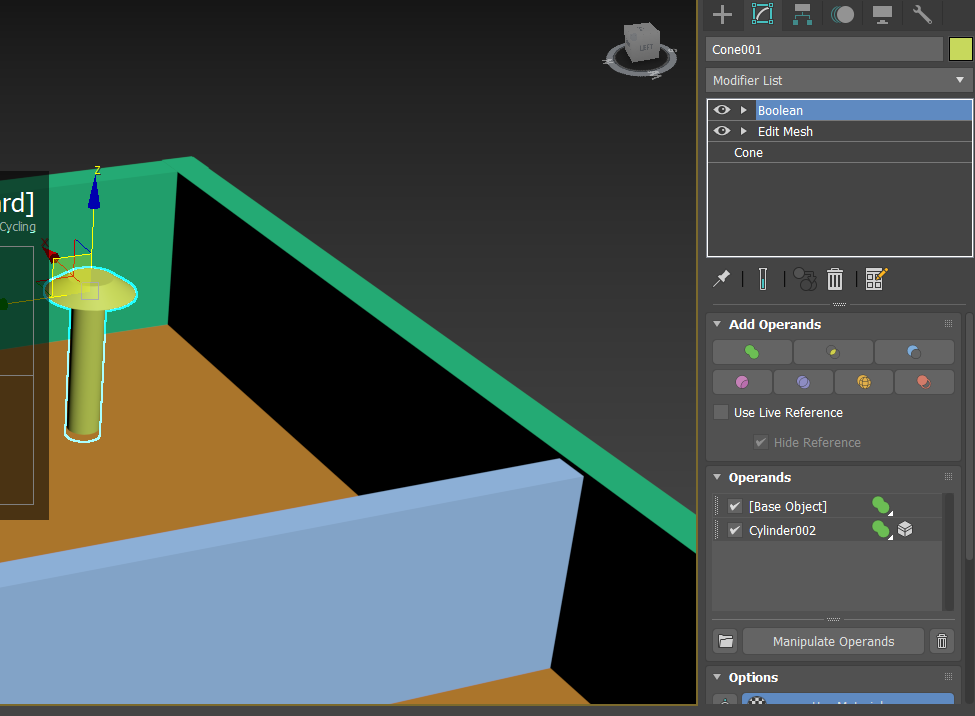 Cone001
LEFT
Modifier List
Boolean
Edit Mesh
Cone
z
rd]
Cycling
Add Operands
Use Live Reference
Hide Reference
Operands
[Base Object]
Cylinder002
Manipulate Operands
Options